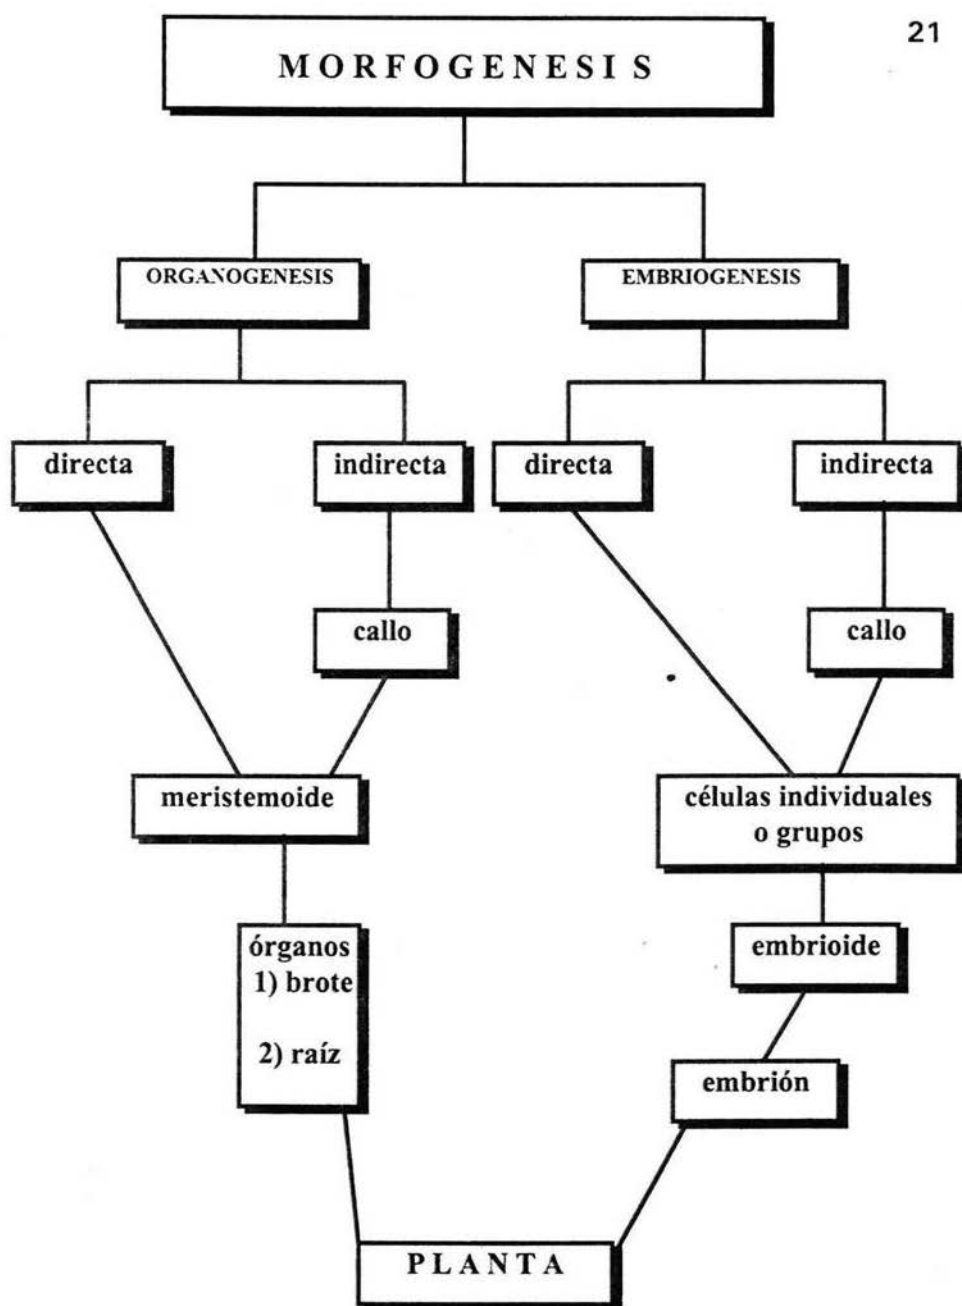 21
MORFOGENESIS
ORGANOGENESIS
EMBRIOGENESIS
directa
indirecta
directa
indirecta
callo
callo
meristemoide
células individuales
o grupos
órganos
1) brote
2) raíz
embrioide
embrión
PLANTA